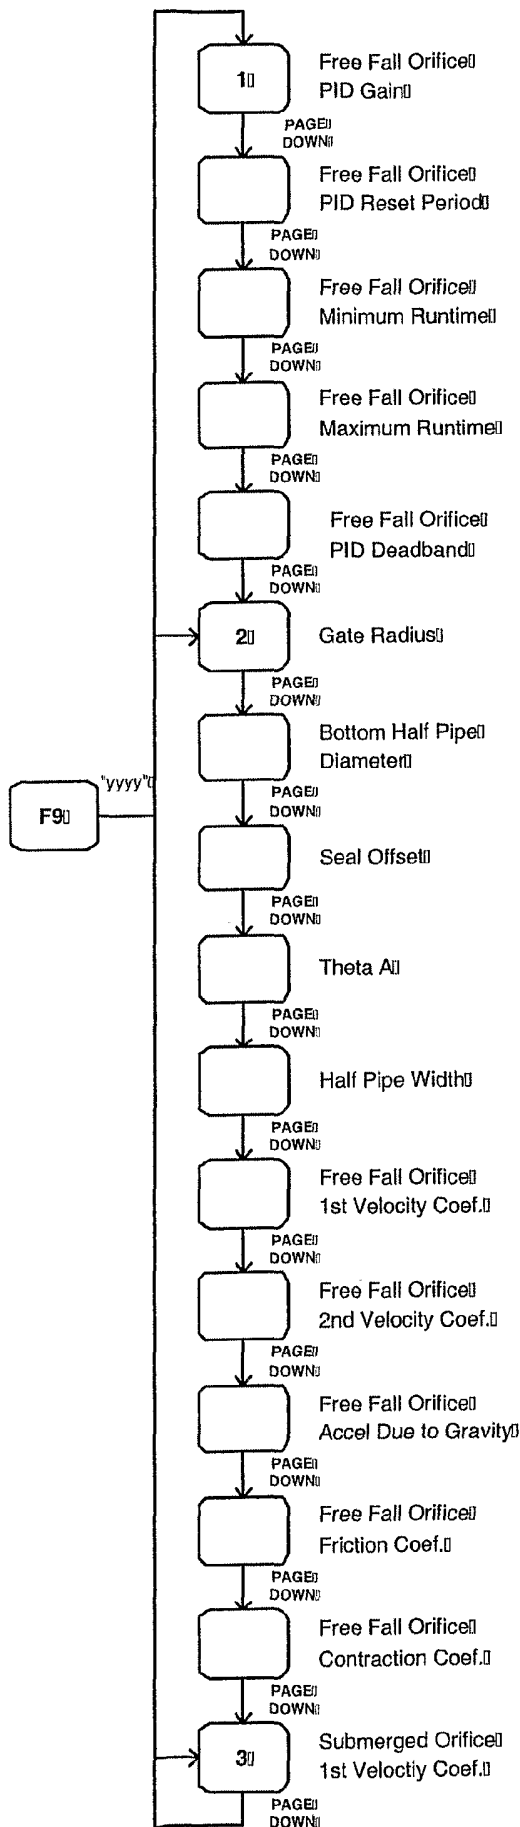 1
Free Fall Orifice
PID Gain
PAGE
DOWN
Free Fall Orifice
PID Reset Period
PAGE
DOWN
Free Fall Orifice
Minimum Runtime
PAGE
DOWN
Free Fall Orifice
Maximum Runtime
PAGE
DOWN
Free Fall Orifice
PID Deadband
PAGE
DOWN
2
Gate Radius
PAGE
DOWN
Bottom Half Pipe
Diameter
"yyyy"
F9
PAGE
DOWN
Seal Offset
PAGE
DOWN
Theta A
PAGE
DOWN
Half Pipe Width
PAGE
DOWN
Free Fall Orifice
1st Velocity Coef.
PAGE
DOWN
Free Fall Orifice
2nd Velocity Coef.
PAGE
DOWN
Free Fall Orifice
Accel Due to Gravity
PAGE
DOWN
Free Fall Orifice
Friction Coef.
PAGE
DOWN
Free Fall Orifice
Contraction Coef.
PAGE
DOWN
3
Submerged Orifice
1st Veloctiy Coef.
PAGE
DOWN